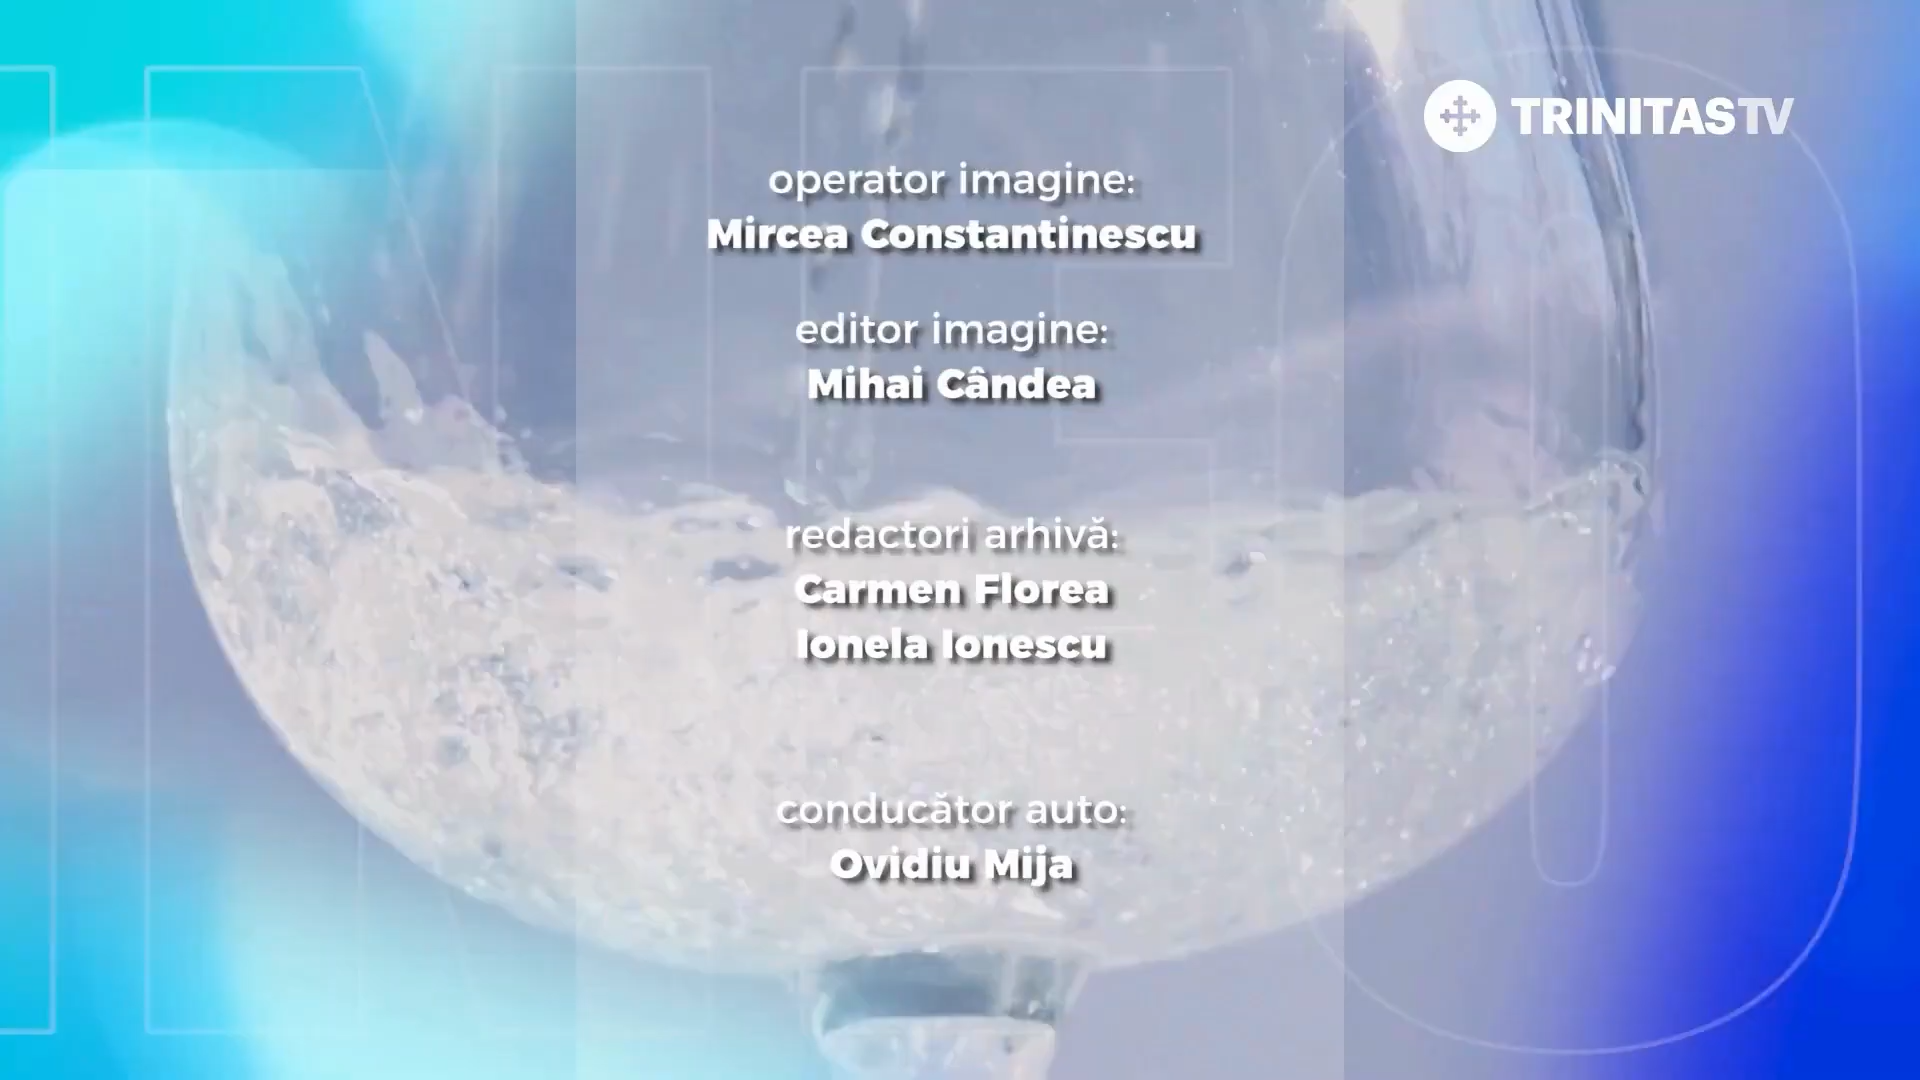 TRINITASTV
operator imagine:
Mircea Constantinescu
editor imagine:
Mihai Cândea
redactori arhivă:
Carmen Florea
Ionela Ionescu
conducător auto:
Ovidiu Mija